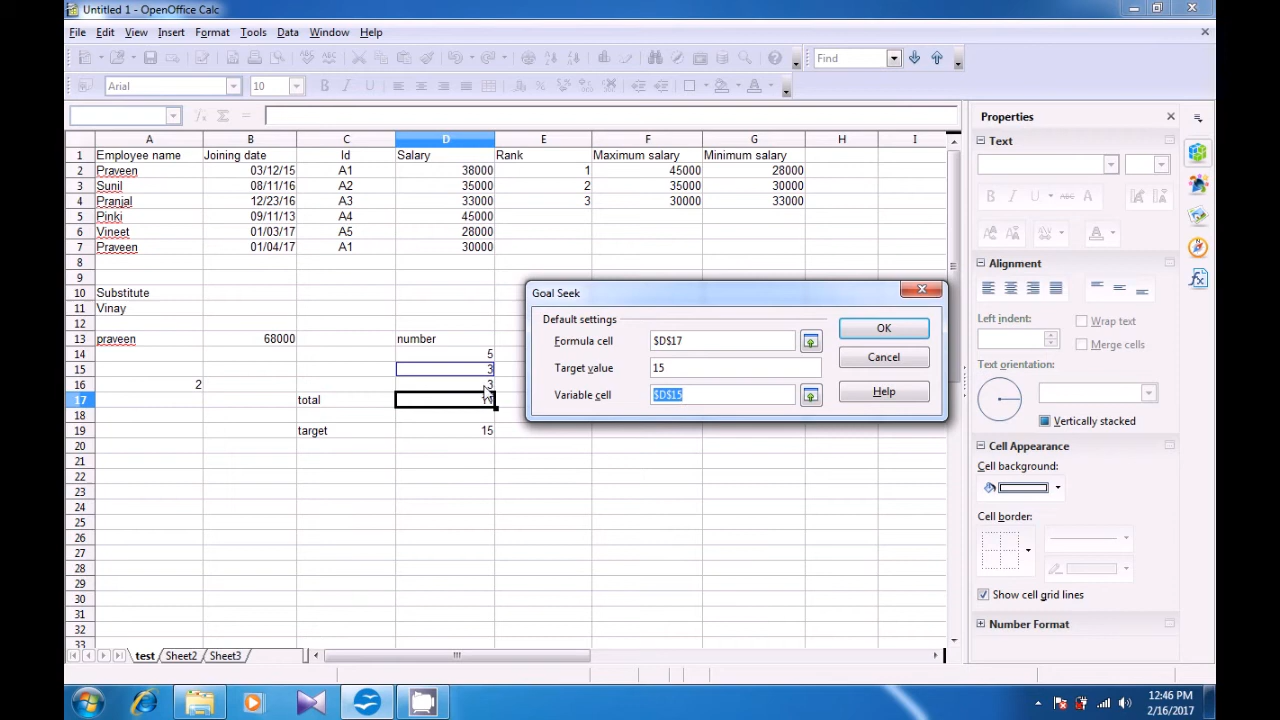 Untitled 1 - OpenOffice Calc
File Edit View Insert Format Tools Data Window Help
Find
Arial 10
Properties
A B C D E F G H I
Text
1 Employee name Joining date Id Salary Rank Maximum salary Minimum salary
2 Praveen 03/12/15 A1 38000 1 45000 28000
3 Sunil 08/11/16 A2 35000 2 35000 30000
4 Pranjal 12/23/16 A3 33000 3 30000 33000
5 Pinki 09/11/13 A4 45000
6 Vineet 01/03/17 A5 28000
7 Praveen 01/04/17 A1 30000
8
9
10 Substitute
11 Vinay
12
13 praveen 68000 number
14 5
15 3
16 2 3
17 total
18
19 target 15
20
21
22
23
24
25
26
27
28
29
30
31
32
33
Goal Seek
Default settings
Formula cell $D$17 OK
Target value 15 Cancel
Variable cell $D$15 Help
Alignment
Left indent: Wrap text
Merge cells
Text orientation:
Vertically stacked
Cell Appearance
Cell background:
Cell border:
Show cell grid lines
Number Format
test Sheet2 Sheet3
12:46 PM
2/16/2017